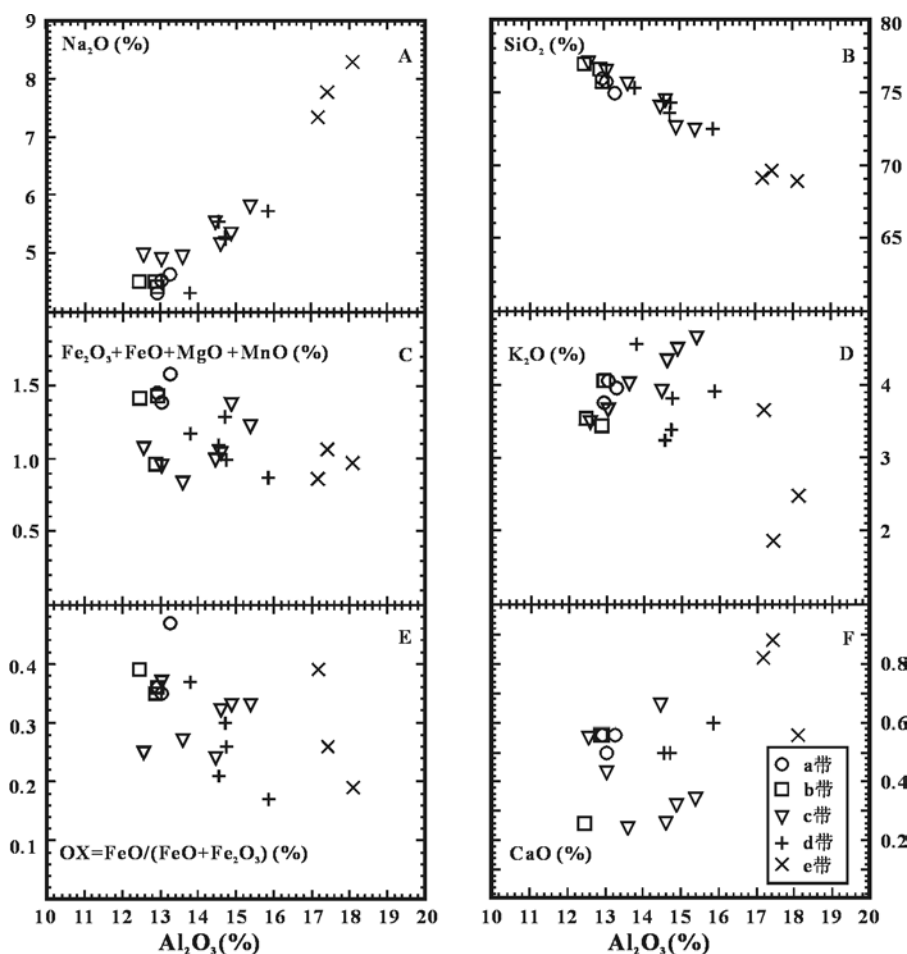 Na₂O (%)
A
9
8
7
6
5
SiO₂ (%)
B
80
75
70
65
Fe₂O₃+FeO+MgO+MnO (%)
C
1.5
1.0
0.5
K₂O (%)
D
4
3
2
E
0.4
0.3
0.2
0.1
OX=FeO/(FeO+Fe₂O₃) (%)
10 11 12 13 14 15 16 17 18 19 20
Al₂O₃(%)
F
0.8
0.6
0.4
0.2
a带
b带
c带
d带
e带
CaO (%)
10 11 12 13 14 15 16 17 18 19 20
Al₂O₃(%)